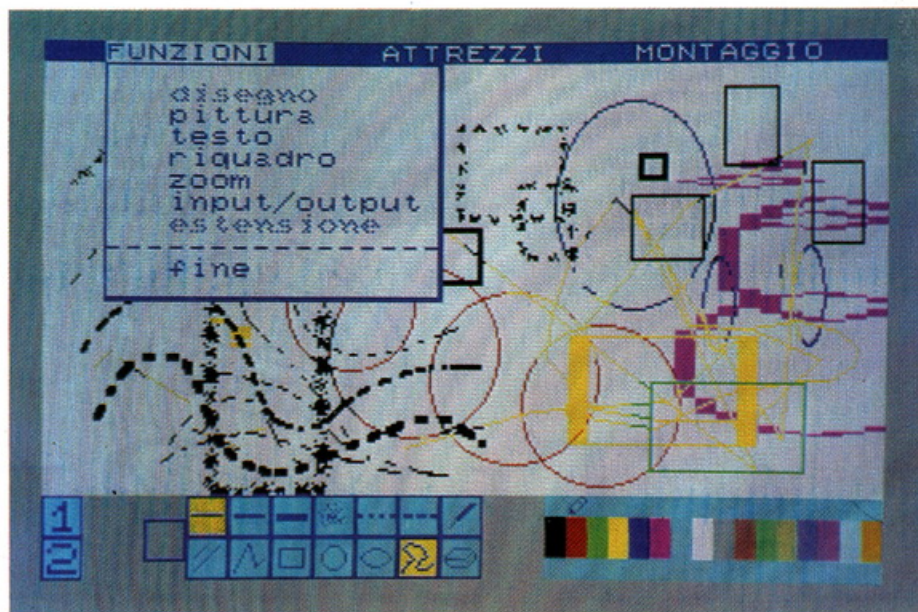 FUNZIONI ATTREZZI MONTAGGIO
disegno
pittura
testo
riquadro
zoom
input/output
estensione
fine
1
2